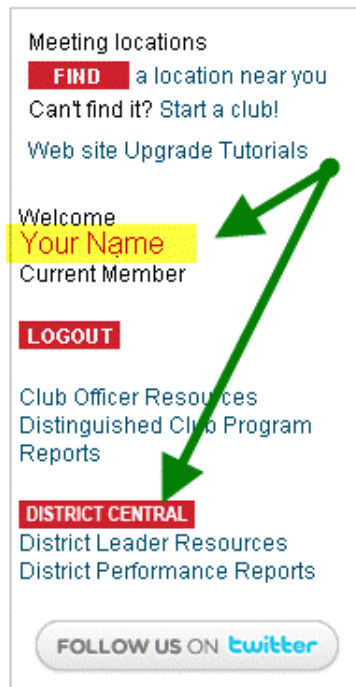 Meeting locations
FIND a location near you
Can't find it? Start a club!
Web site Upgrade Tutorials
Welcome
Your Name
Current Member
LOGOUT
Club Officer Resources
Distinguished Club Program
Reports
DISTRICT CENTRAL
District Leader Resources
District Performance Reports
FOLLOW US ON twitter